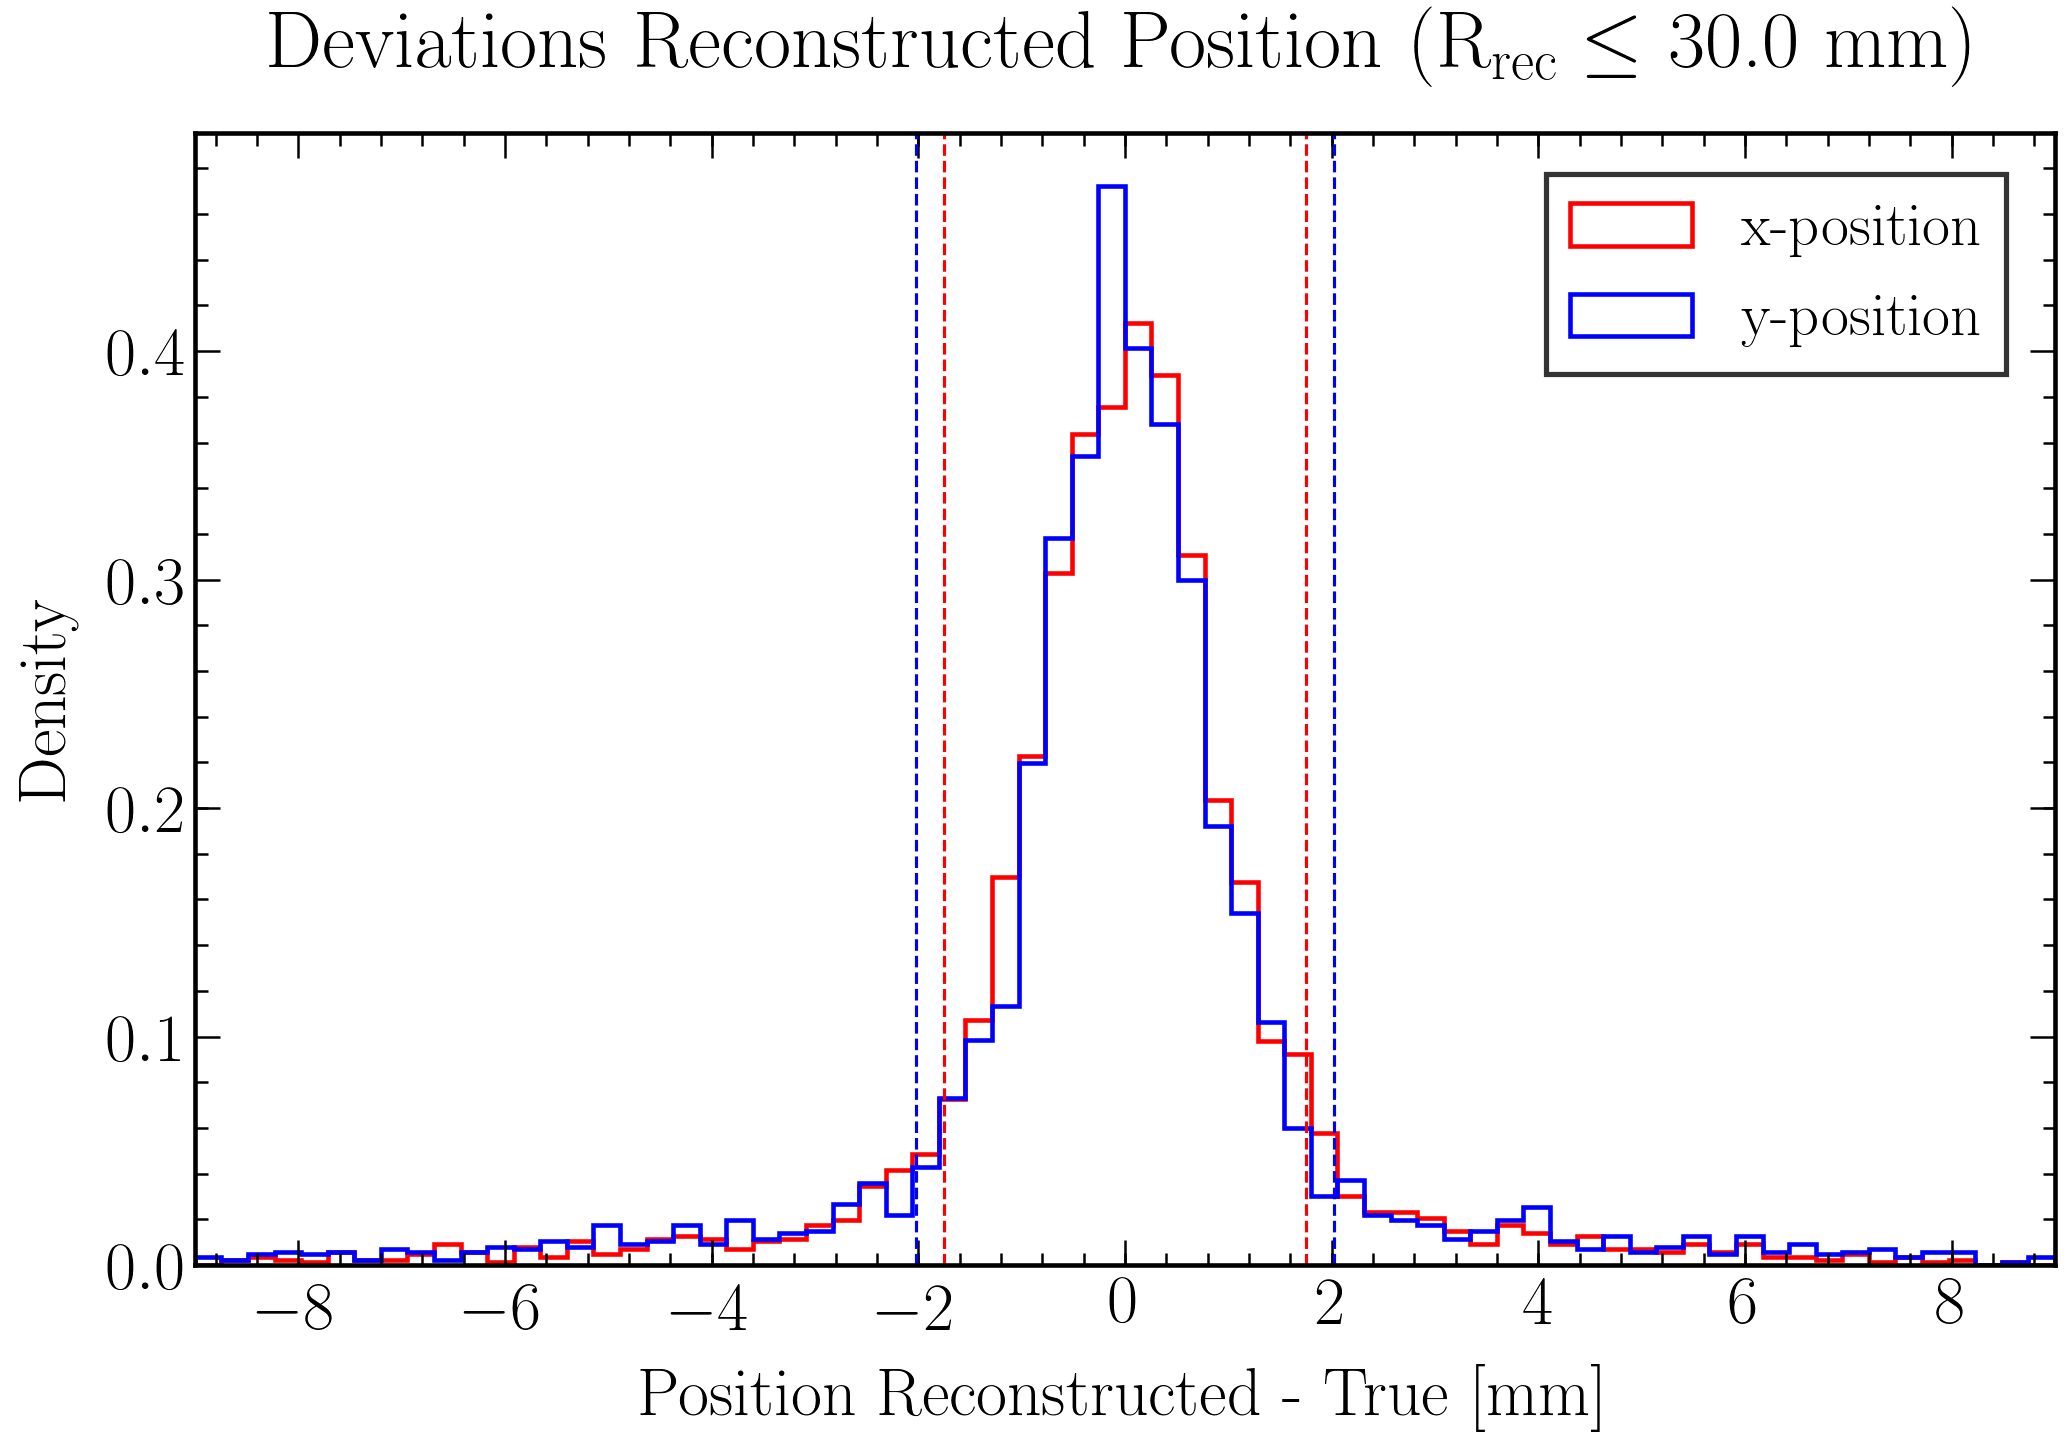 Deviations Reconstructed Position (R_rec ≤ 30.0 mm)
x-position
y-position
0.4
0.3
0.2
0.1
0.0
Density
−8 −6 −4 −2 0 2 4 6 8
Position Reconstructed - True [mm]